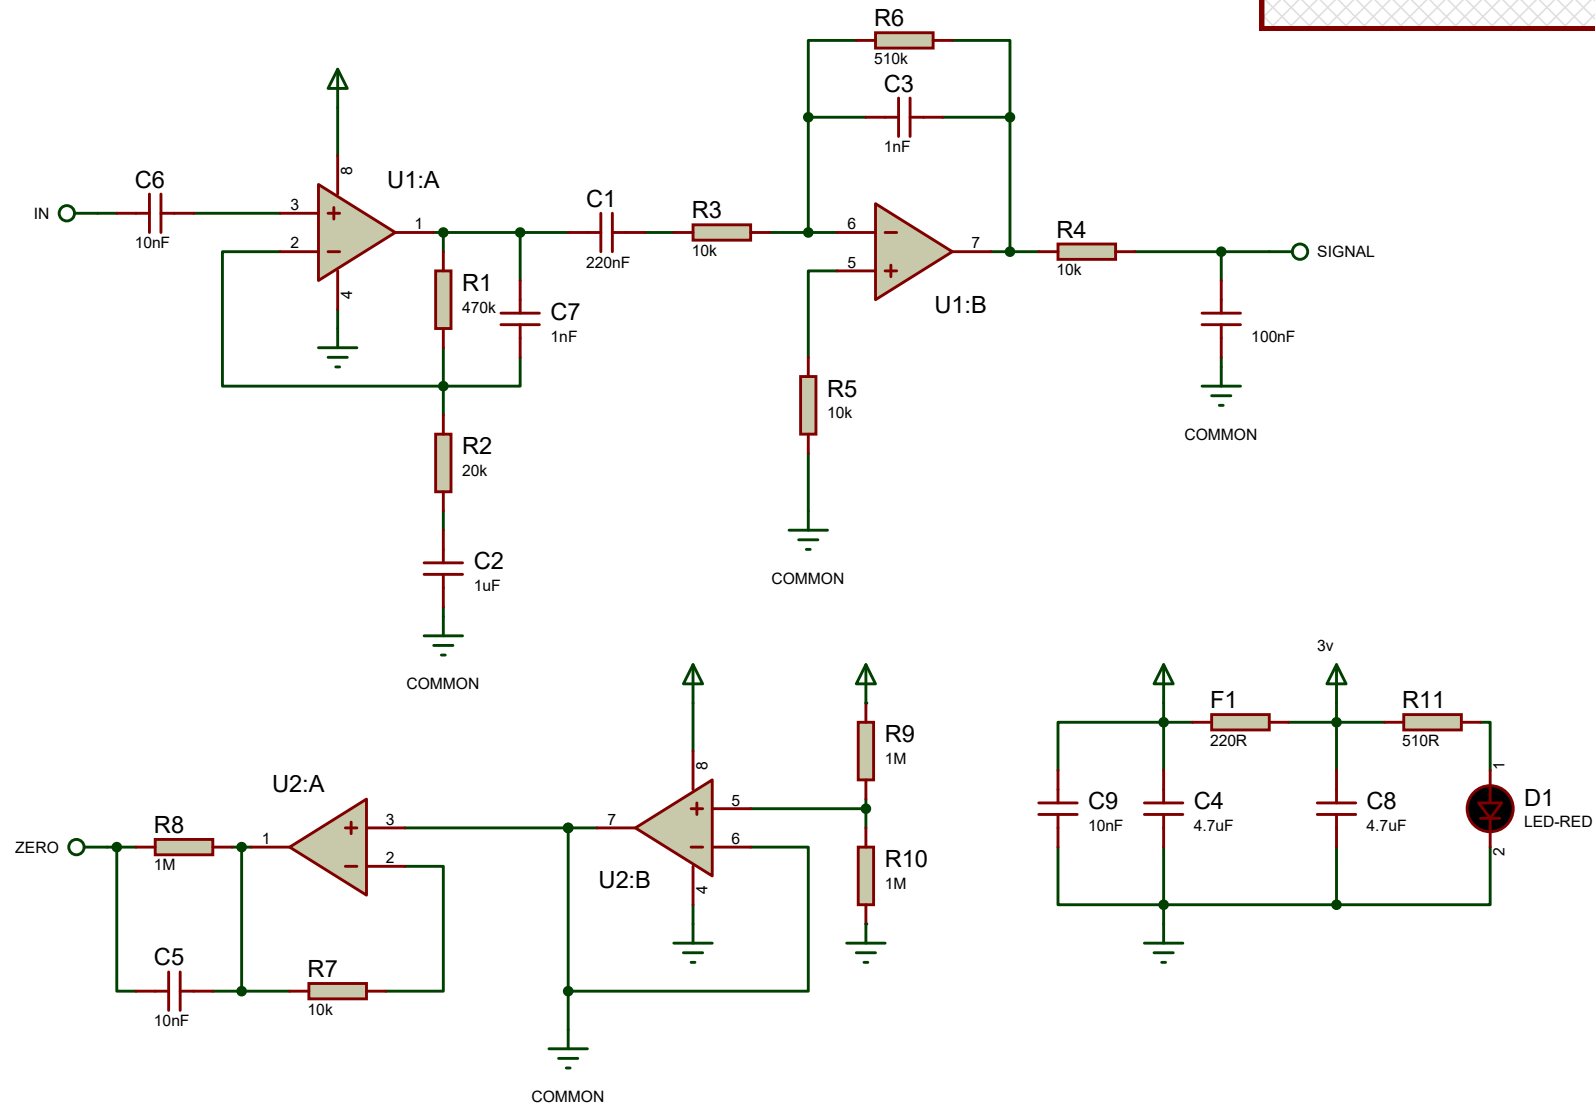 R6
510k
C3
1nF
8
U1:A
C6
IN
10nF
3
2
1
4
R1
470k
C7
1nF
C1
220nF
R3
10k
6
5
7
U1:B
R4
10k
SIGNAL
100nF
COMMON
R5
10k
COMMON
R2
20k
C2
1uF
COMMON
U2:A
R8
ZERO
1M
1
3
2
C5
10nF
R7
10k
8
7
5
6
4
U2:B
R9
1M
R10
1M
COMMON
3v
F1
220R
R11
510R
C9
10nF
C4
4.7uF
C8
4.7uF
1
D1
LED-RED
2